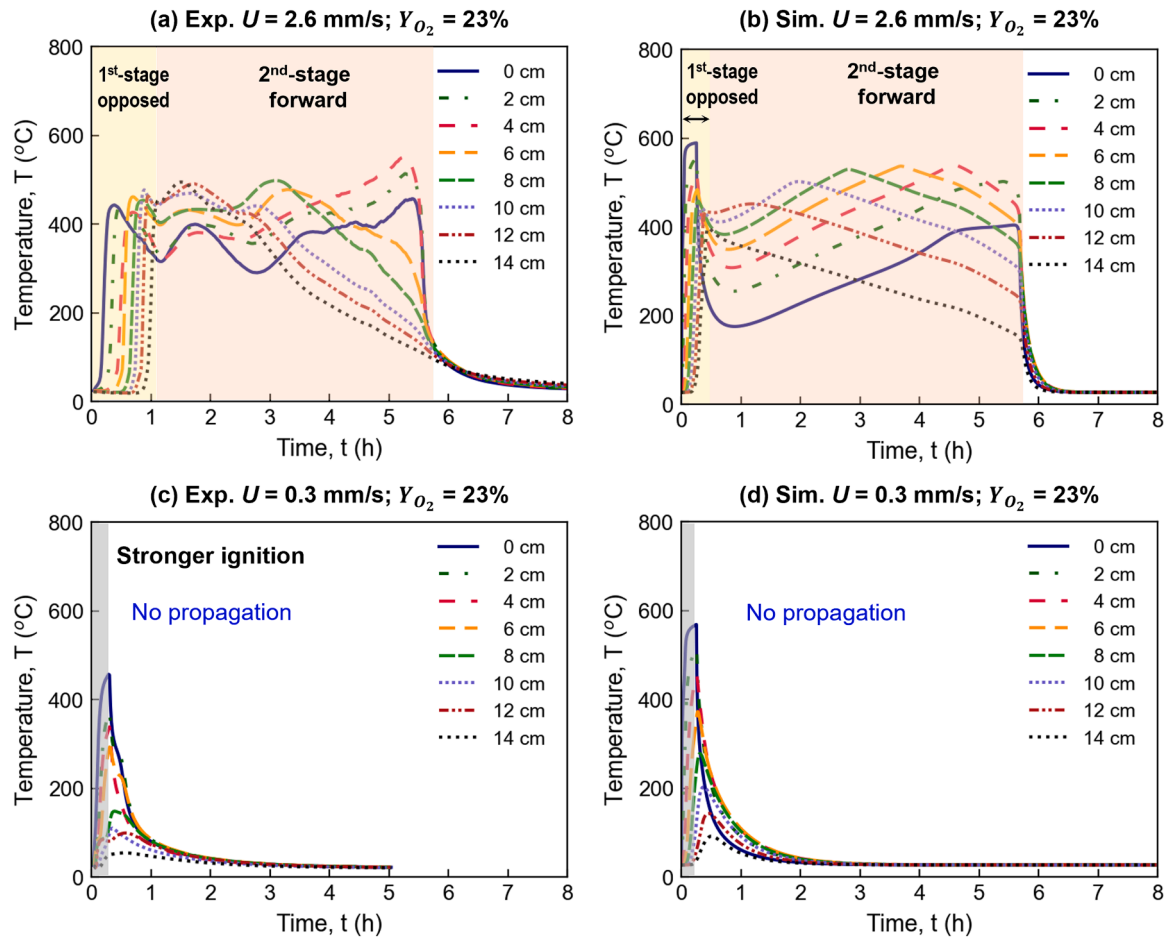 (a) Exp. U = 2.6 mm/s; Y_{O_2} = 23%
800
600
400
200
0
0 1 2 3 4 5 6 7 8
Temperature, T (°C)
Time, t (h)
1st-stage
opposed
2nd-stage
forward
0 cm
2 cm
4 cm
6 cm
8 cm
10 cm
12 cm
14 cm
(b) Sim. U = 2.6 mm/s; Y_{O_2} = 23%
800
600
400
200
0
0 1 2 3 4 5 6 7 8
Temperature, T (°C)
Time, t (h)
1st-stage
opposed
2nd-stage
forward
0 cm
2 cm
4 cm
6 cm
8 cm
10 cm
12 cm
14 cm
(c) Exp. U = 0.3 mm/s; Y_{O_2} = 23%
800
600
400
200
0
0 1 2 3 4 5 6 7 8
Temperature, T (°C)
Time, t (h)
Stronger ignition
No propagation
0 cm
2 cm
4 cm
6 cm
8 cm
10 cm
12 cm
14 cm
(d) Sim. U = 0.3 mm/s; Y_{O_2} = 23%
800
600
400
200
0
0 1 2 3 4 5 6 7 8
Temperature, T (°C)
Time, t (h)
No propagation
0 cm
2 cm
4 cm
6 cm
8 cm
10 cm
12 cm
14 cm